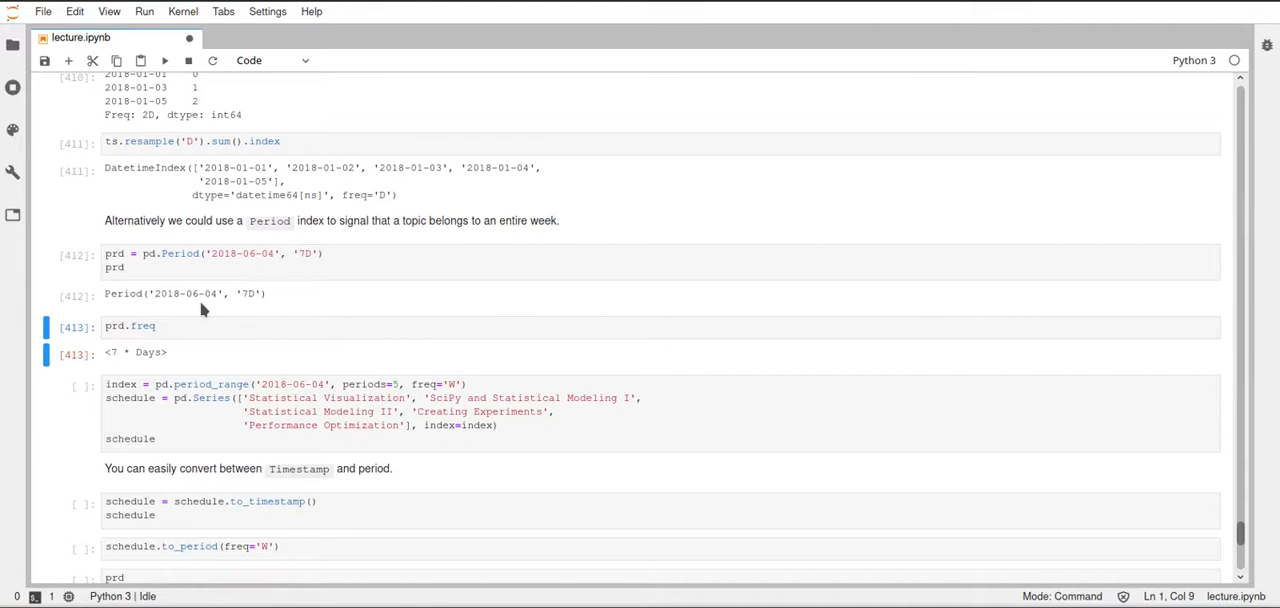 File Edit View Run Kernel Tabs Settings Help
lecture.ipynb
Code
Python 3
[410]: 2018-01-01 0
2018-01-03 1
2018-01-05 2
Freq: 2D, dtype: int64
[411]: ts.resample('D').sum().index
[411]: DatetimeIndex(['2018-01-01', '2018-01-02', '2018-01-03', '2018-01-04',
'2018-01-05'],
dtype='datetime64[ns]', freq='D')
Alternatively we could use a Period index to signal that a topic belongs to an entire week.
[412]: prd = pd.Period('2018-06-04', '7D')
prd
[412]: Period('2018-06-04', '7D')
[413]: prd.freq
[413]: <7 * Days>
[ ]: index = pd.period_range('2018-06-04', periods=5, freq='W')
schedule = pd.Series(['Statistical Visualization', 'SciPy and Statistical Modeling I',
'Statistical Modeling II', 'Creating Experiments',
'Performance Optimization'], index=index)
schedule
You can easily convert between Timestamp and period.
[ ]: schedule = schedule.to_timestamp()
schedule
[ ]: schedule.to_period(freq='W')
[ ]: prd
0 1 Python 3 | Idle Mode: Command Ln 1, Col 9 lecture.ipynb